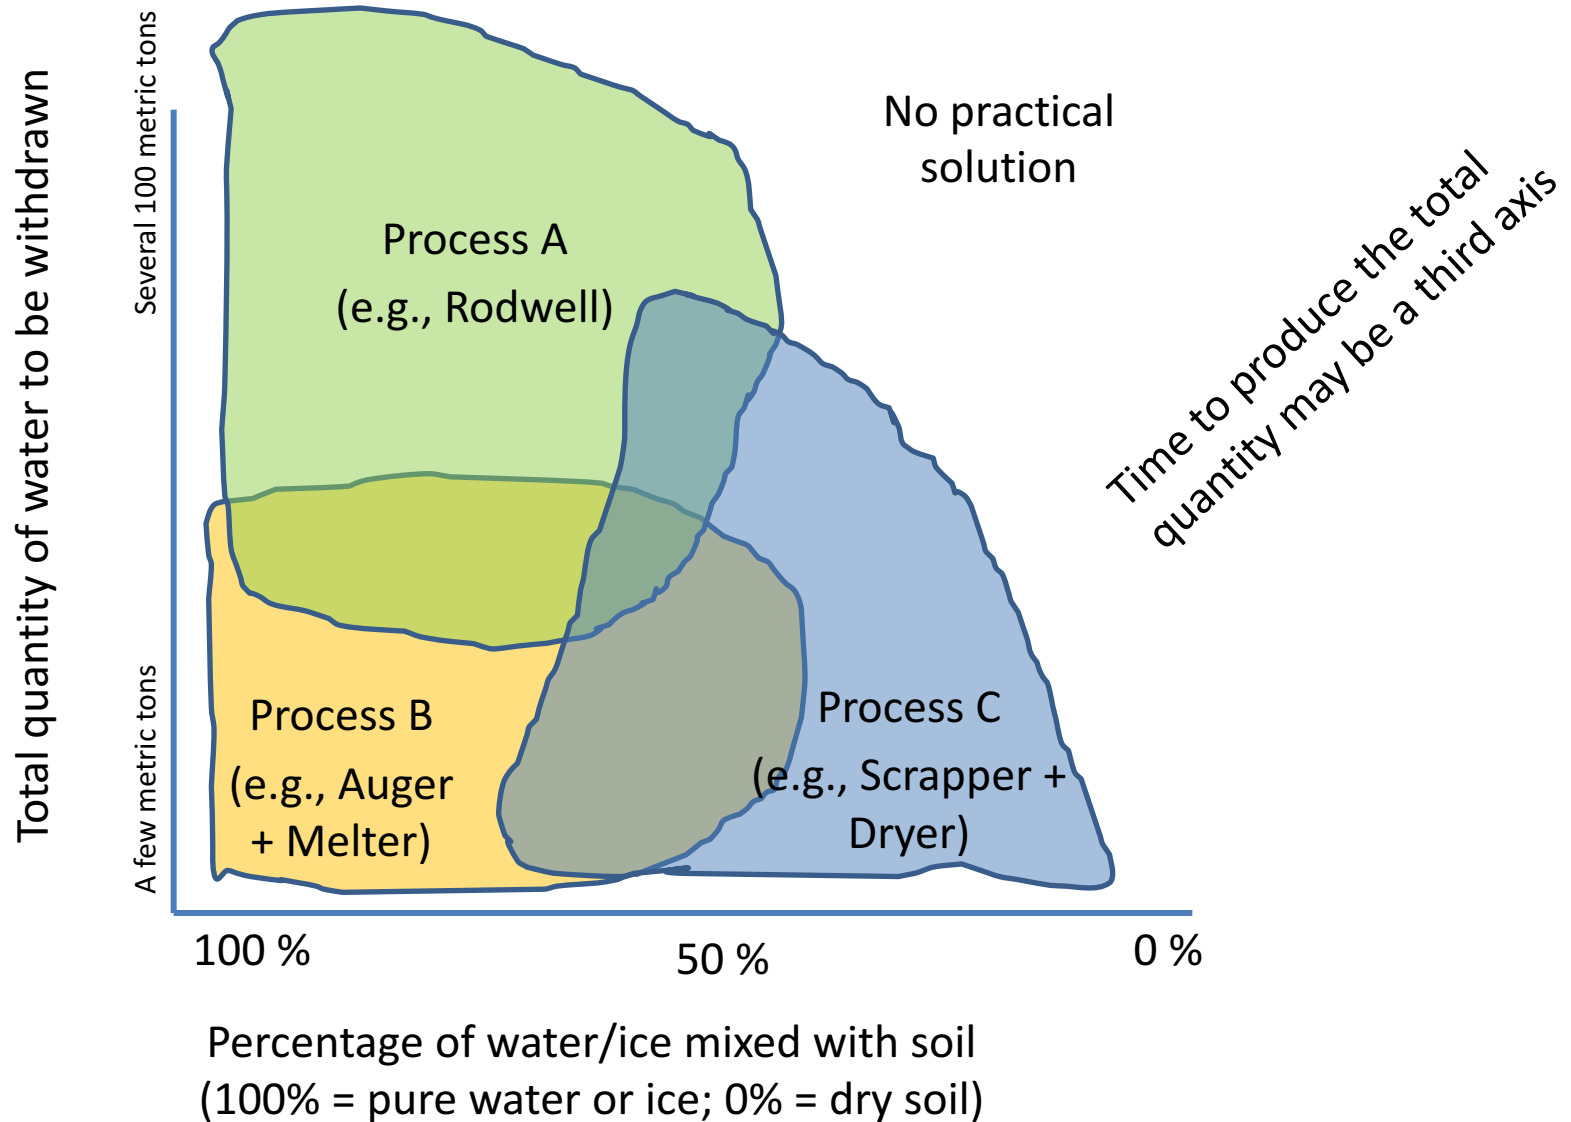 Total quantity of water to be withdrawn
Several 100 metric tons
A few metric tons
No practical
solution
Time to produce the total
quantity may be a third axis
Process A
(e.g., Rodwell)
Process B
(e.g., Auger
+ Melter)
Process C
(e.g., Scrapper +
Dryer)
100 %
50 %
0 %
Percentage of water/ice mixed with soil
(100% = pure water or ice; 0% = dry soil)